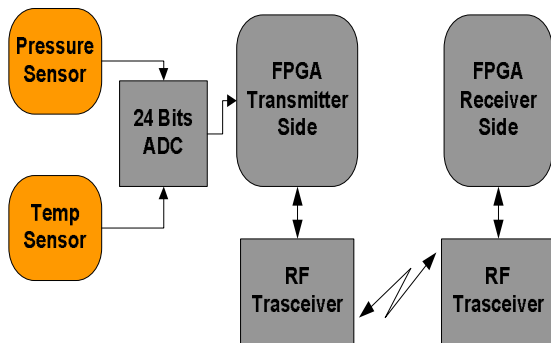 Pressure
Sensor
24 Bits
ADC
Temp
Sensor
FPGA
Transmitter
Side
FPGA
Receiver
Side
RF
Trasceiver
RF
Trasceiver